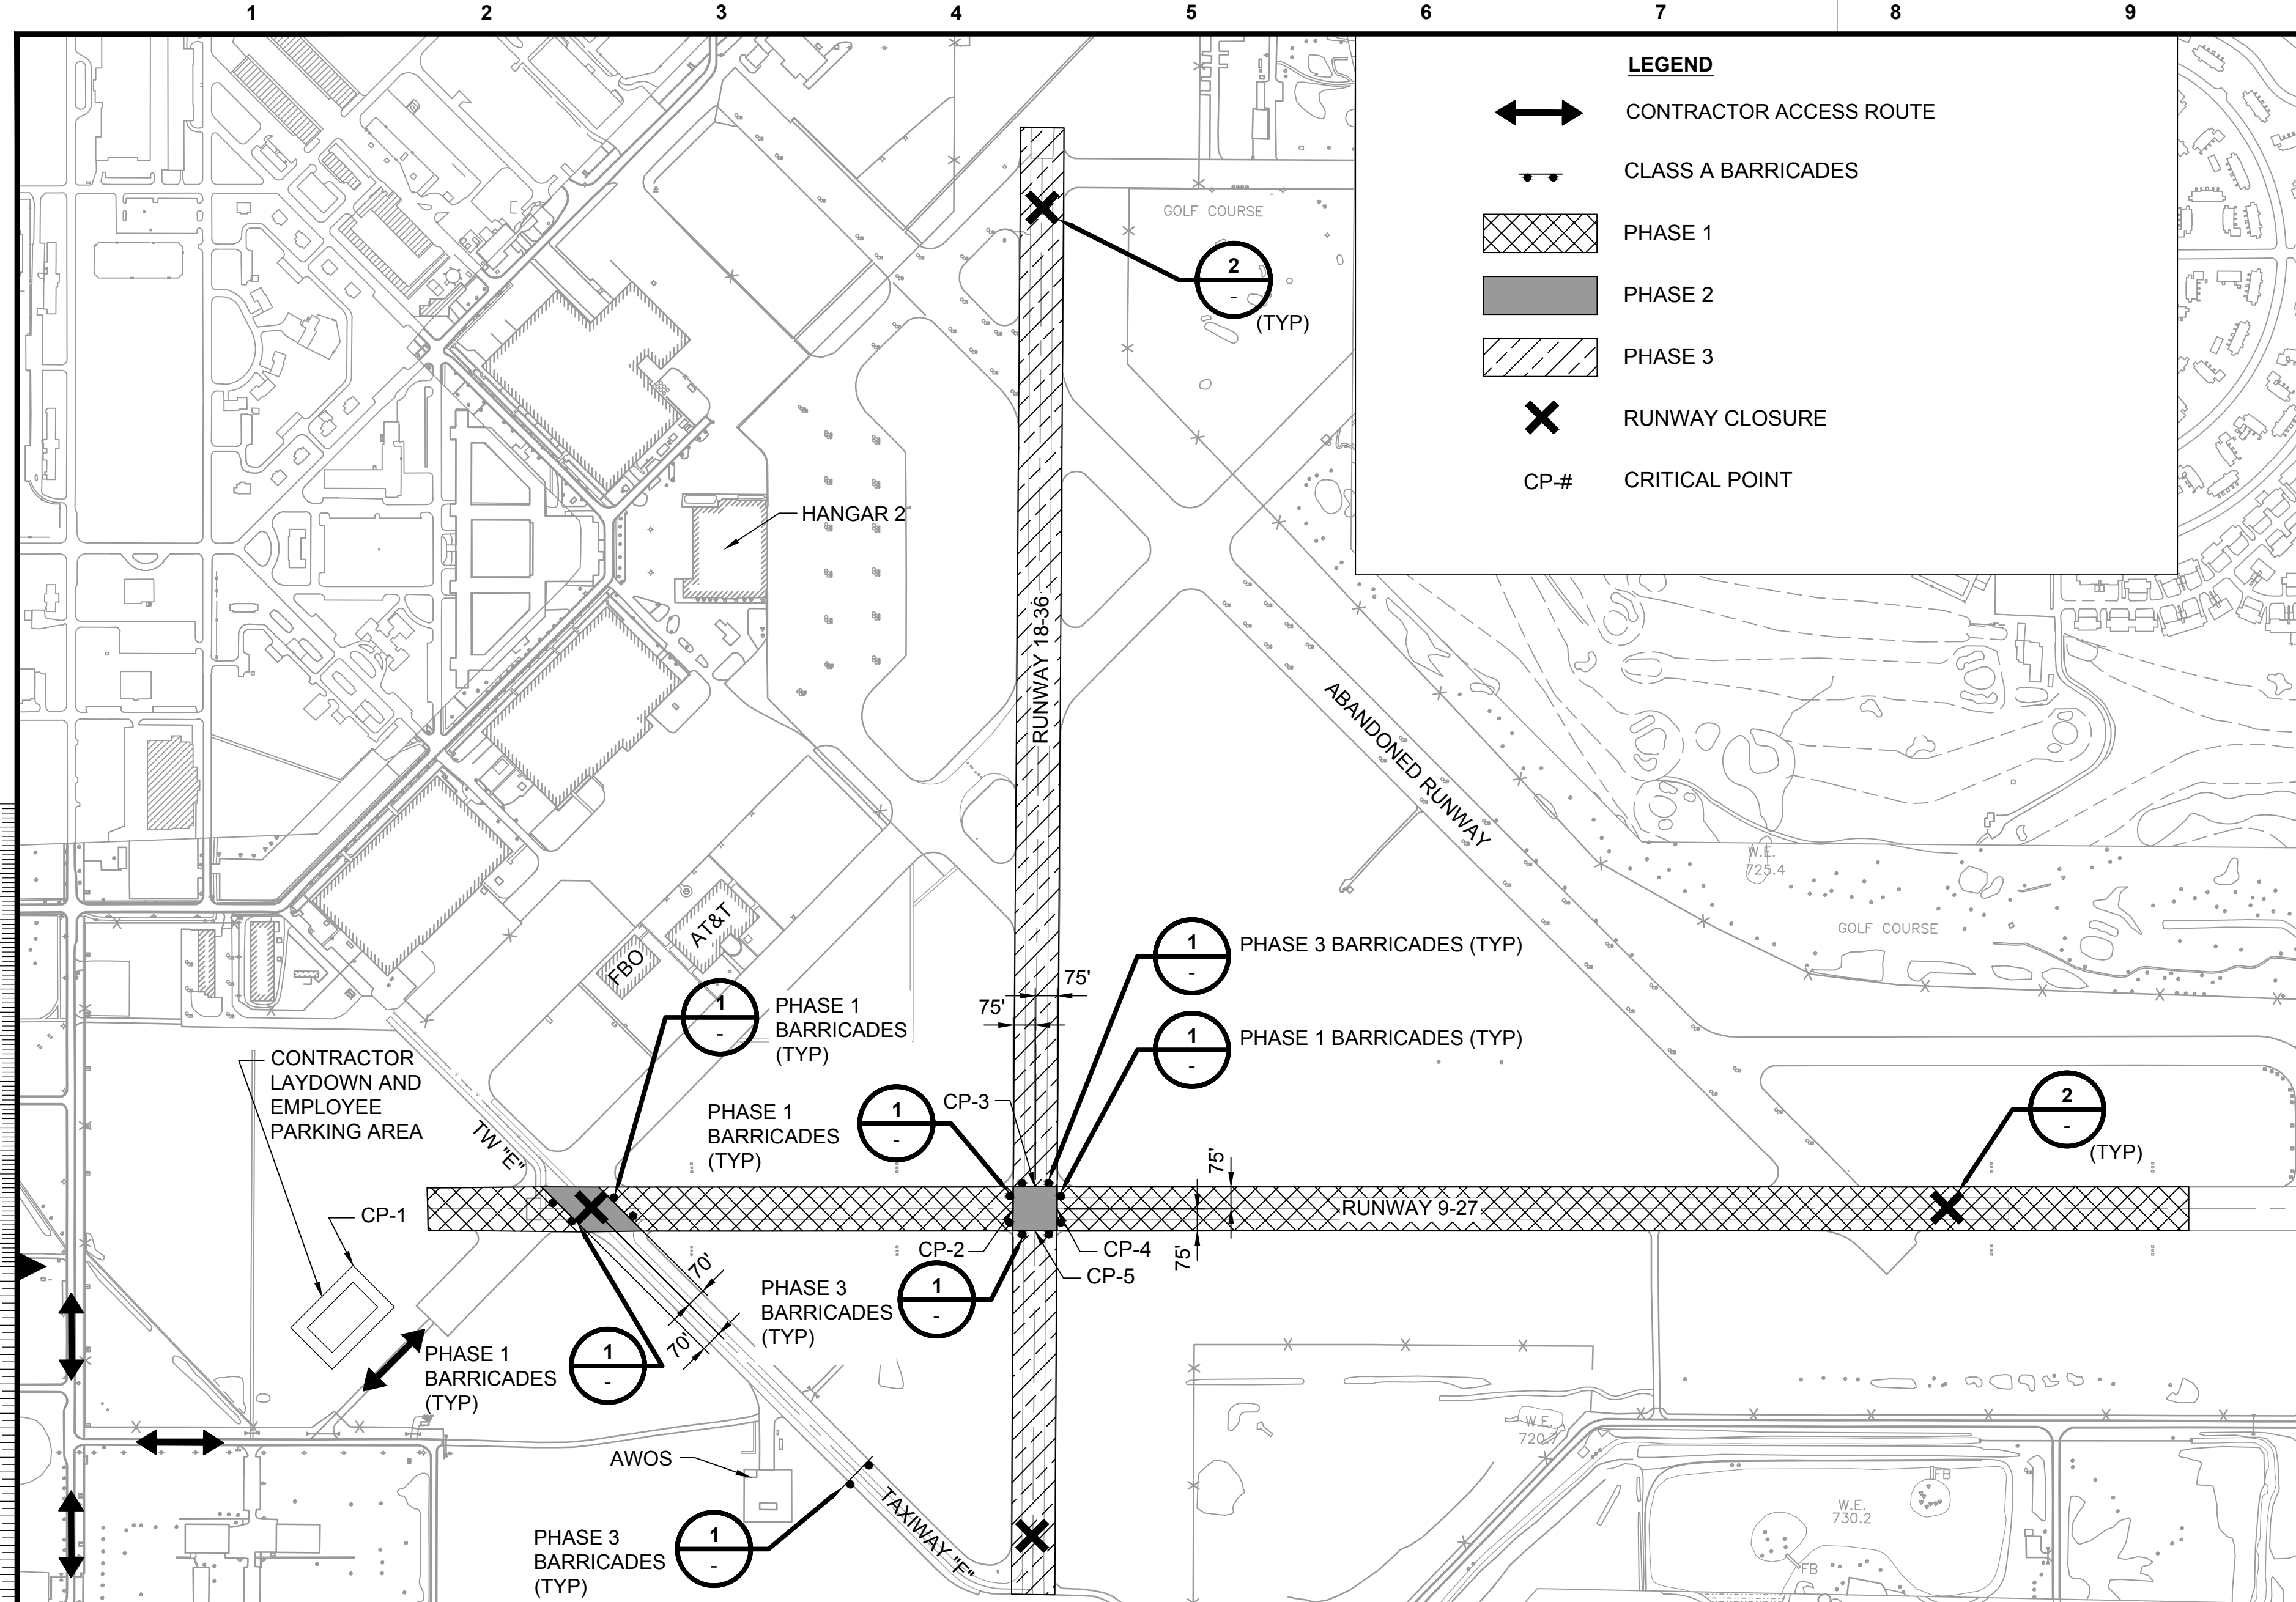 1 2 3 4 5 6 7 8 9
LEGEND
CONTRACTOR ACCESS ROUTE
CLASS A BARRICADES
PHASE 1
PHASE 2
PHASE 3
RUNWAY CLOSURE
CP-# CRITICAL POINT
GOLF COURSE
2
-
(TYP)
HANGAR 2
RUNWAY 18-36
ABANDONED RUNWAY
W.E.
725.4
GOLF COURSE
AT&T
FBO
1
-
PHASE 3 BARRICADES (TYP)
75'
75'
1
-
PHASE 1
BARRICADES
(TYP)
1
-
PHASE 1 BARRICADES (TYP)
CONTRACTOR
LAYDOWN AND
EMPLOYEE
PARKING AREA
TW "E"
PHASE 1
BARRICADES
(TYP)
1
-
CP-3
2
-
(TYP)
75'
75'
RUNWAY 9-27
CP-1
CP-2
CP-4
CP-5
70'
70'
PHASE 3
BARRICADES
(TYP)
1
-
PHASE 1
BARRICADES
(TYP)
1
-
AWOS
TAXIWAY "F"
PHASE 3
BARRICADES
(TYP)
1
-
W.E.
720.7
FB
W.E.
730.2
FB